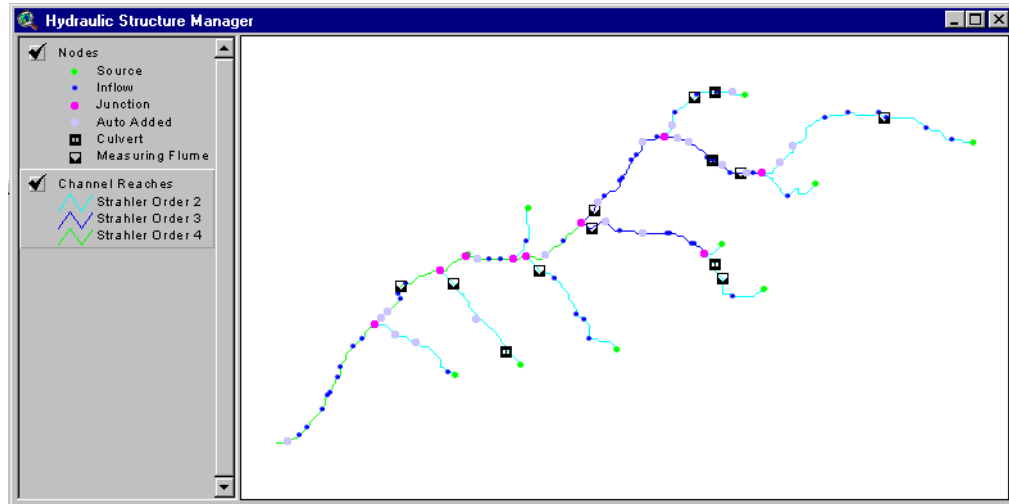 Hydraulic Structure Manager
Nodes
Source
Inflow
Junction
Auto Added
Culvert
Measuring Flume
Channel Reaches
Strahler Order 2
Strahler Order 3
Strahler Order 4